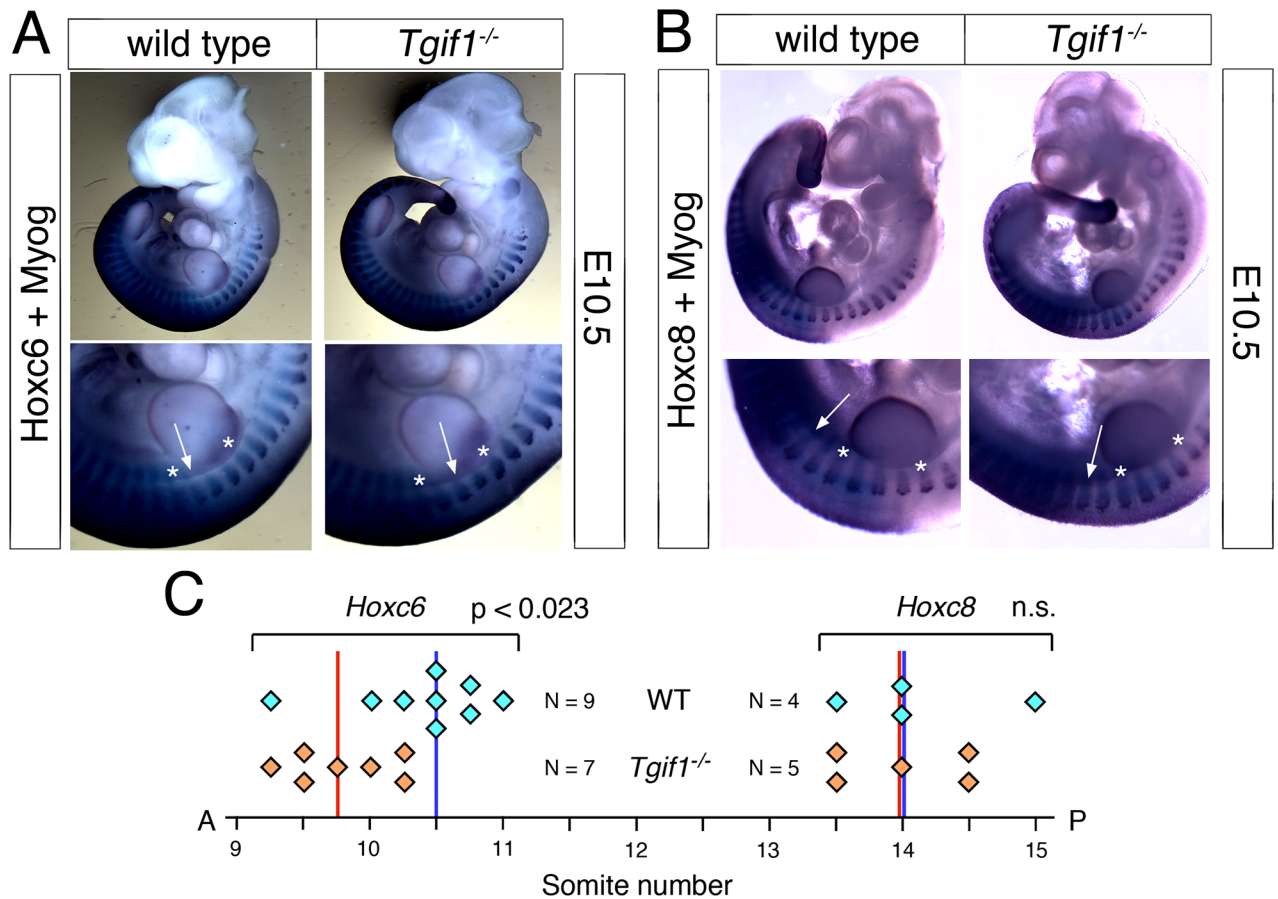 A
wild type
Tgif1-/-
Hoxc6 + Myog
E10.5
*
*
*
*
B
wild type
Tgif1-/-
Hoxc8 + Myog
E10.5
*
*
*
*
C
Hoxc6 p < 0.023
Hoxc8 n.s.
N = 9 WT N = 4
N = 7 Tgif1-/- N = 5
A P
9 10 11 12 13 14 15
Somite number